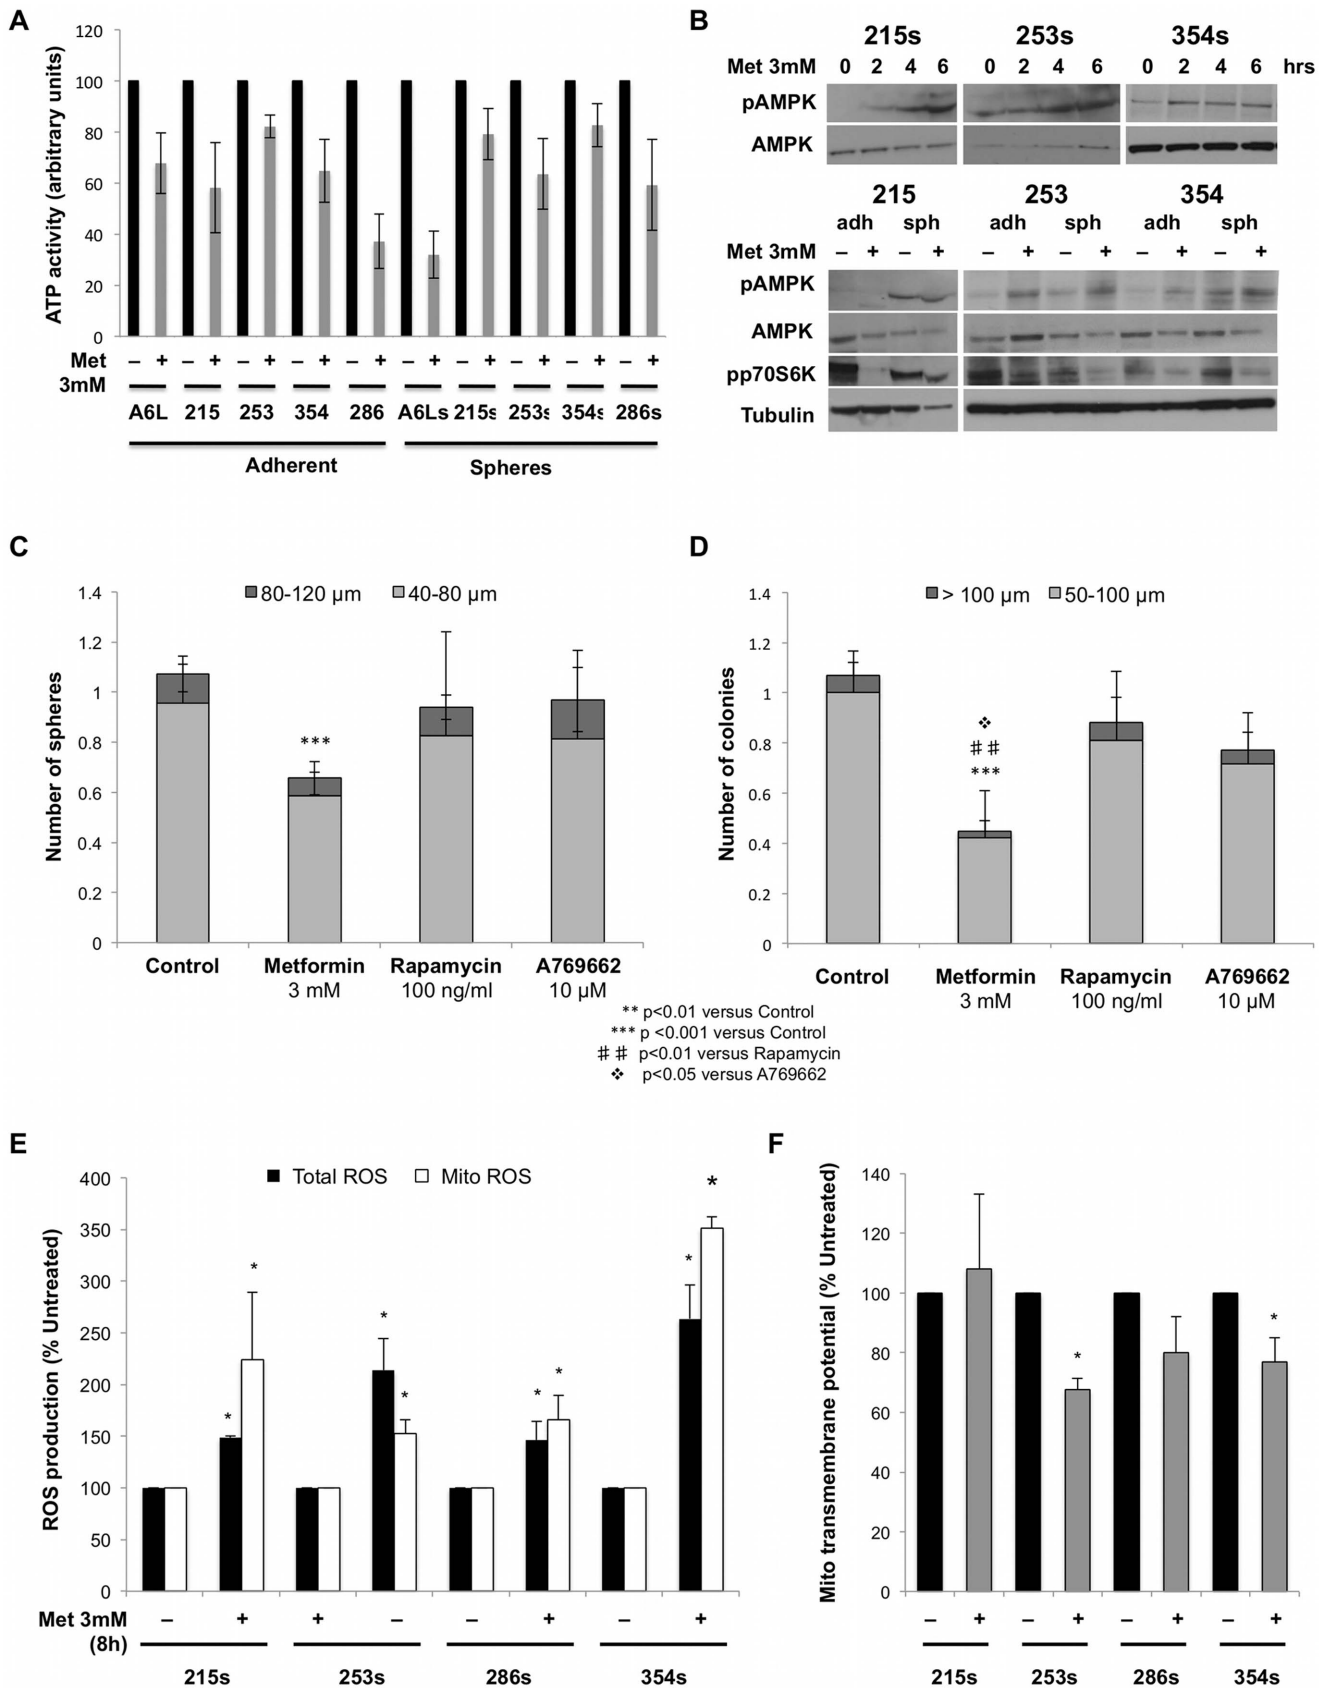 A
ATP activity (arbitrary units)
120
100
80
60
40
20
0
Met 3mM
– + – + – + – + – + – + – + – + – + – +
A6L 215 253 354 286 A6Ls 215s 253s 354s 286s
Adherent Spheres
B
215s 253s 354s
Met 3mM 0 2 4 6 0 2 4 6 0 2 4 6 hrs
pAMPK
AMPK
215 253 354
adh sph adh sph adh sph
Met 3mM – + – + – + – + – + – +
pAMPK
AMPK
pp70S6K
Tubulin
C
Number of spheres
80-120 µm 40-80 µm
1.4
1.2
1
0.8
0.6
0.4
0.2
0
***
Control Metformin Rapamycin A769662
3 mM 100 ng/ml 10 µM
D
Number of colonies
> 100 µm 50-100 µm
1.4
1.2
1
0.8
0.6
0.4
0.2
0
❖
##
***
Control Metformin Rapamycin A769662
3 mM 100 ng/ml 10 µM
** p<0.01 versus Control
*** p <0.001 versus Control
## p<0.01 versus Rapamycin
❖ p<0.05 versus A769662
E
ROS production (% Untreated)
Total ROS Mito ROS
400
350
300
250
200
150
100
50
0
* * * * * * * *
Met 3mM – + + – – + – +
(8h)
215s 253s 286s 354s
F
Mito transmembrane potential (% Untreated)
140
120
100
80
60
40
20
0
* *
– + – + – + – +
215s 253s 286s 354s